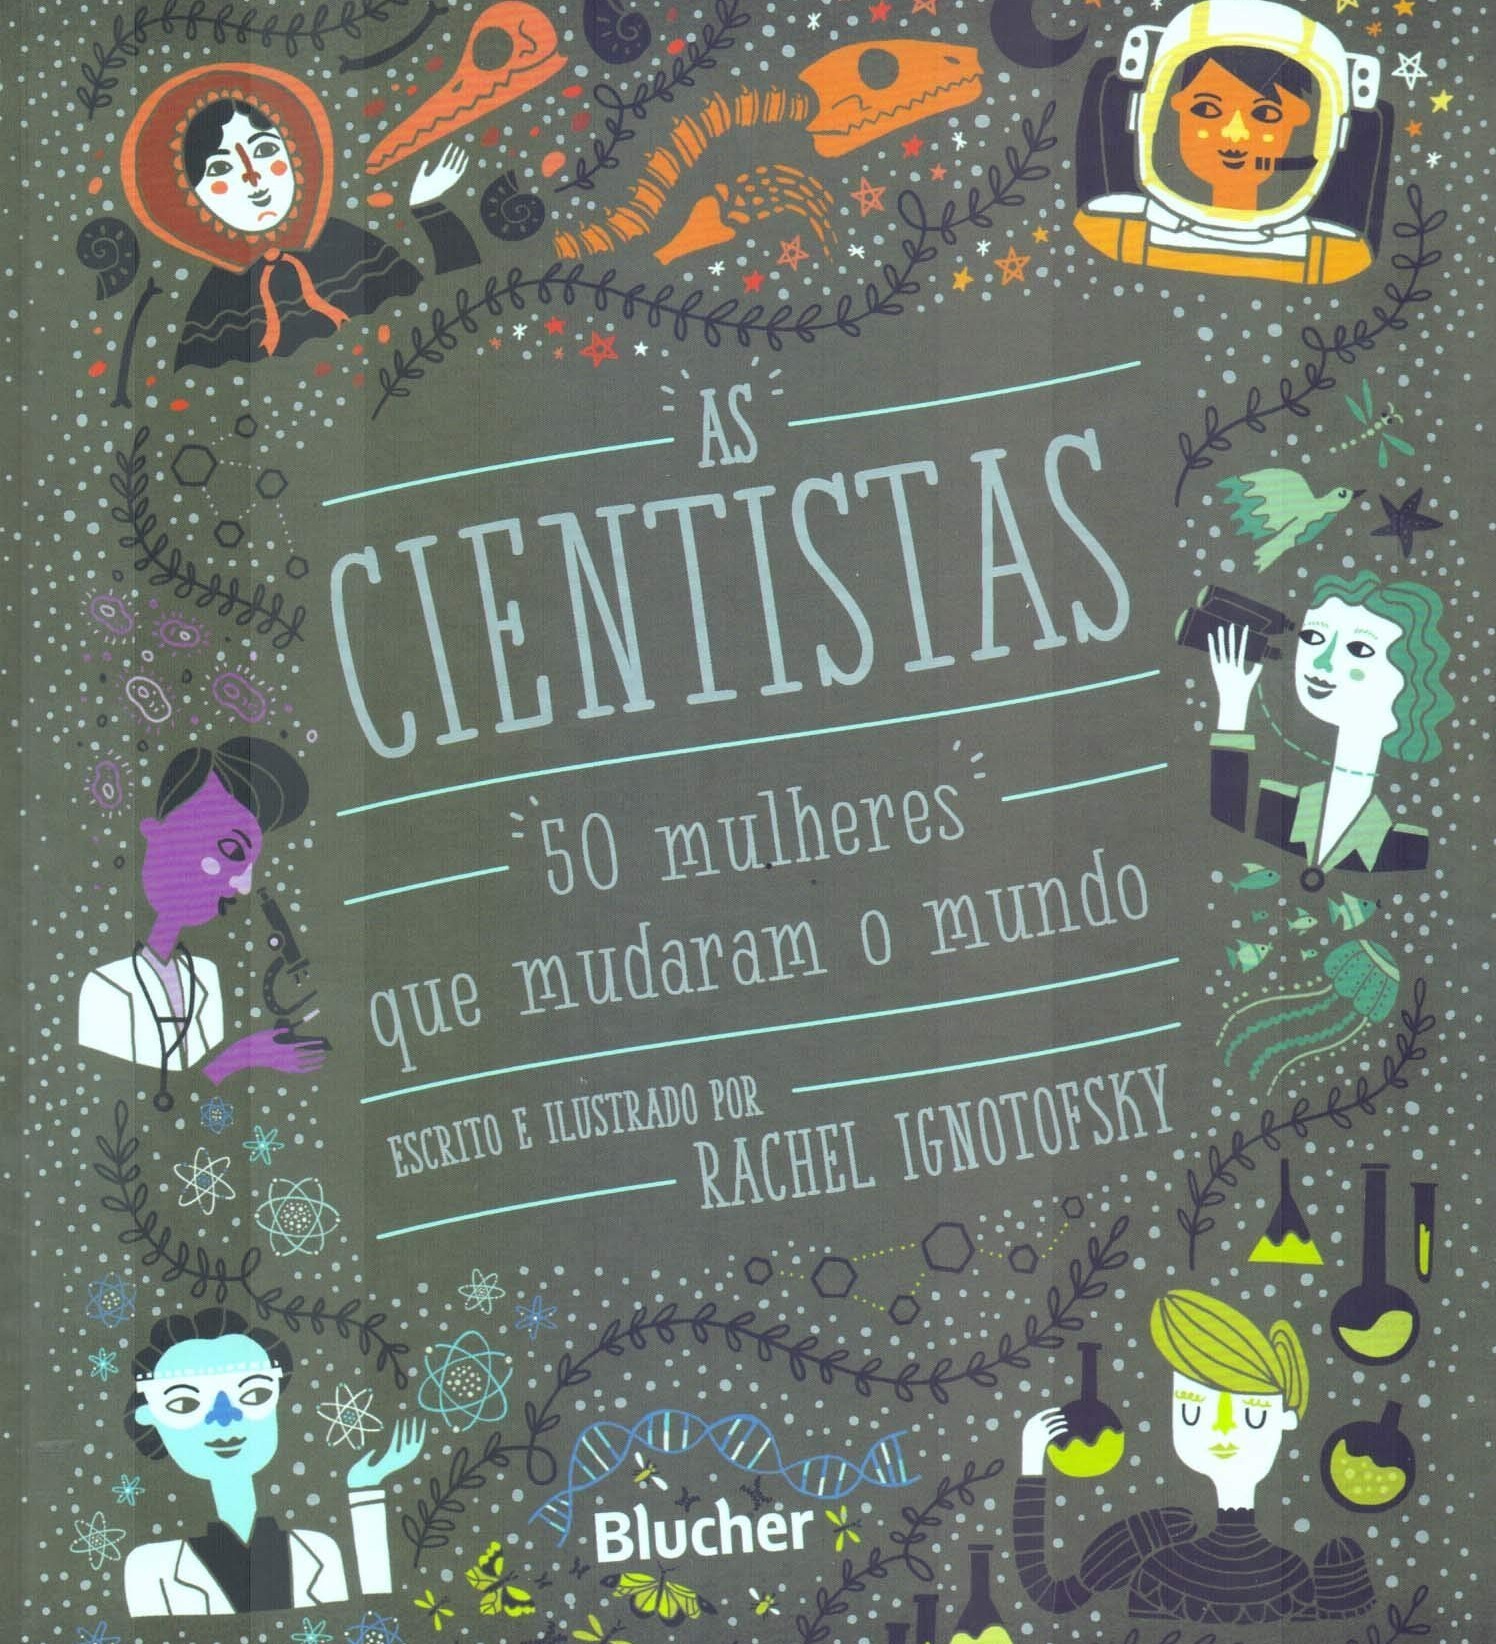 AS
CIENTISTAS
50 mulheres
que mudaram o mundo
ESCRITO E ILUSTRADO POR
RACHEL IGNOTOFSKY
Blucher